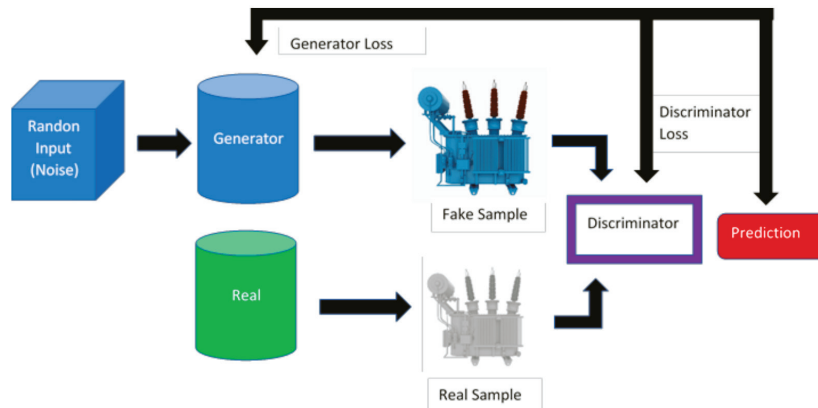 Generator Loss
Randon
Input
(Noise)
Generator
Discriminator
Loss
Fake Sample
Discriminator
Prediction
Real
Real Sample